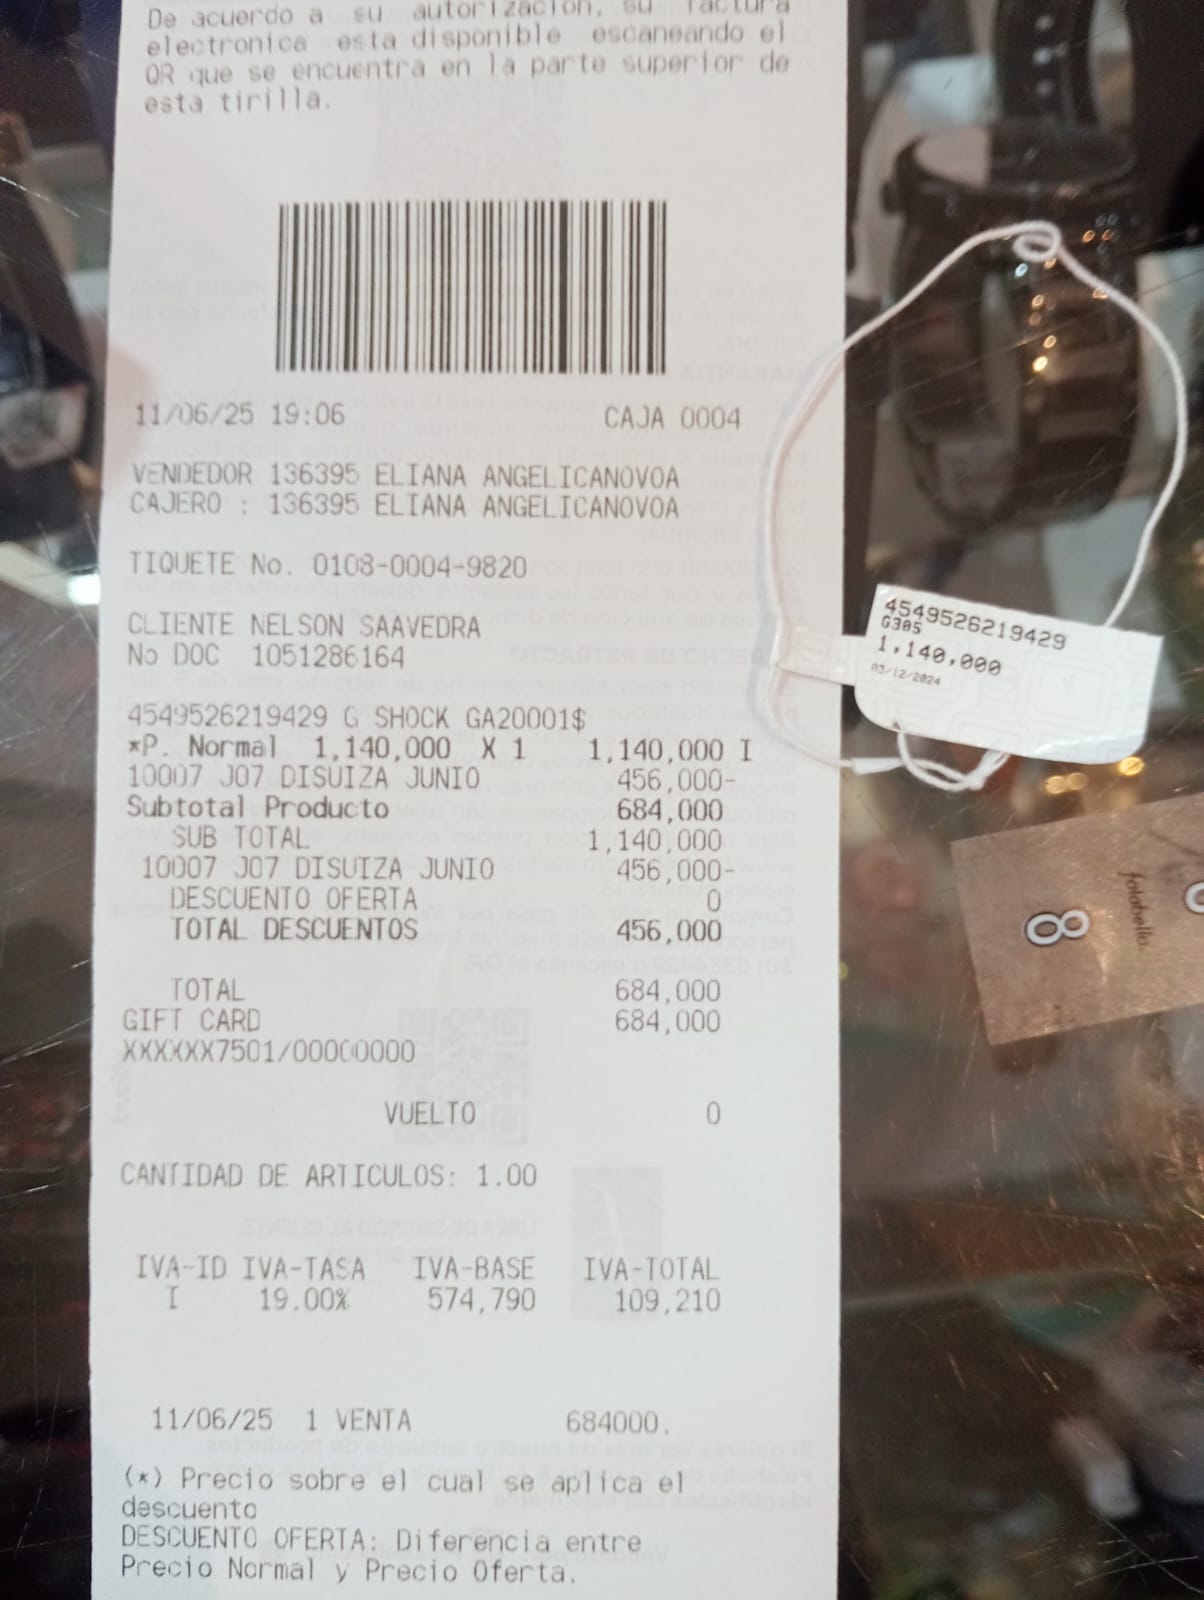 De acuerdo a su autorización, su factura
electronica esta disponible escaneando el
QR que se encuentra en la parte superior de
esta tirilla.
11/06/25 19:06 CAJA 0004
VENDEDOR 136395 ELIANA ANGELICANOVOA
CAJERO : 136395 ELIANA ANGELICANOVOA
TIQUETE No. 0108-0004-9820
CLIENTE NELSON SAAVEDRA
No DOC 1051286164
4549526219429 G SHOCK GA20001$
*P. Normal 1,140,000 X 1 1,140,000 I
10007 J07 DISUIZA JUNIO 456,000-
Subtotal Producto 684,000
SUB TOTAL 1,140,000
10007 J07 DISUIZA JUNIO 456,000-
DESCUENTO OFERTA 0
TOTAL DESCUENTOS 456,000
TOTAL 684,000
GIFT CARD 684,000
XXXXXX7501/00000000
VUELTO 0
CANTIDAD DE ARTICULOS: 1.00
IVA-ID IVA-TASA IVA-BASE IVA-TOTAL
I 19.00% 574,790 109,210
11/06/25 1 VENTA 684000.
(*) Precio sobre el cual se aplica el
descuento
DESCUENTO OFERTA: Diferencia entre
Precio Normal y Precio Oferta.
4549526219429
G305
1,140,000
03/12/2024
8
falabella.